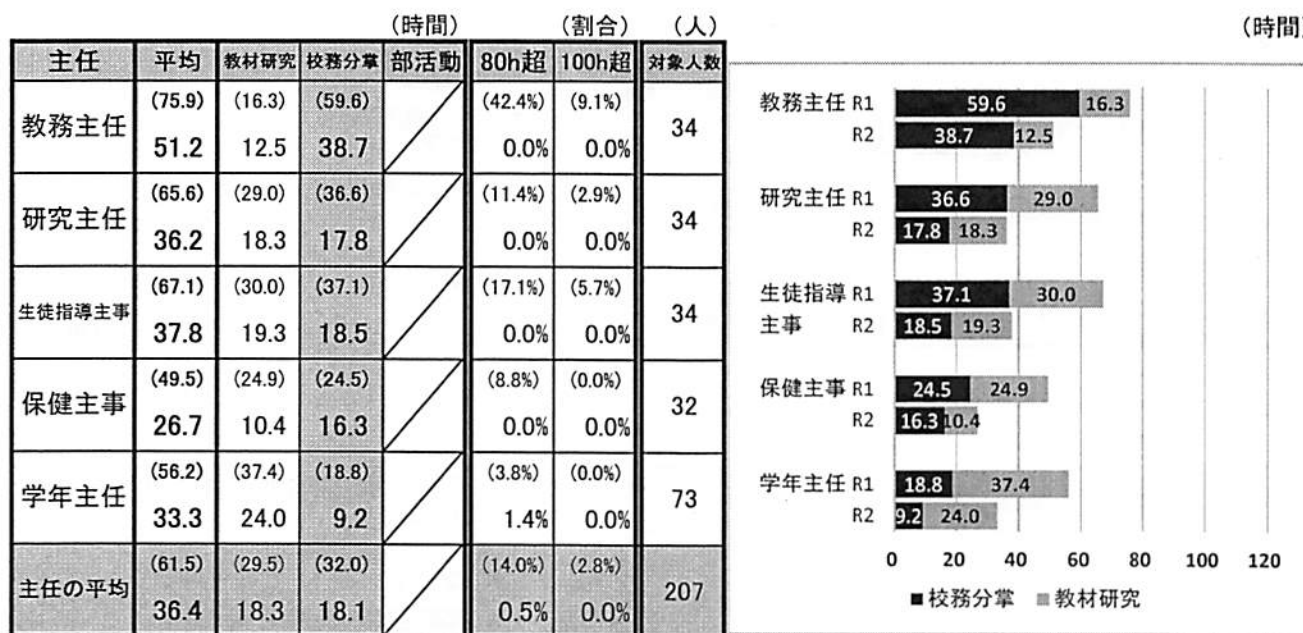 (時間) (割合) (人)
主任 平均 教材研究 校務分掌 部活動 80h超 100h超 対象人数
教務主任 (75.9) (16.3) (59.6) (42.4%) (9.1%) 34
51.2 12.5 38.7 0.0% 0.0%
研究主任 (65.6) (29.0) (36.6) (11.4%) (2.9%) 34
36.2 18.3 17.8 0.0% 0.0%
生徒指導主事 (67.1) (30.0) (37.1) (17.1%) (5.7%) 34
37.8 19.3 18.5 0.0% 0.0%
保健主事 (49.5) (24.9) (24.5) (8.8%) (0.0%) 32
26.7 10.4 16.3 0.0% 0.0%
学年主任 (56.2) (37.4) (18.8) (3.8%) (0.0%) 73
33.3 24.0 9.2 1.4% 0.0%
主任の平均 (61.5) (29.5) (32.0) (14.0%) (2.8%) 207
36.4 18.3 18.1 0.5% 0.0%
(時間)
教務主任 R1 59.6 16.3
R2 38.7 12.5
研究主任 R1 36.6 29.0
R2 17.8 18.3
生徒指導 R1 37.1 30.0
主事 R2 18.5 19.3
保健主事 R1 24.5 24.9
R2 16.3 10.4
学年主任 R1 18.8 37.4
R2 9.2 24.0
0 20 40 60 80 100 120
■校務分掌 ■教材研究